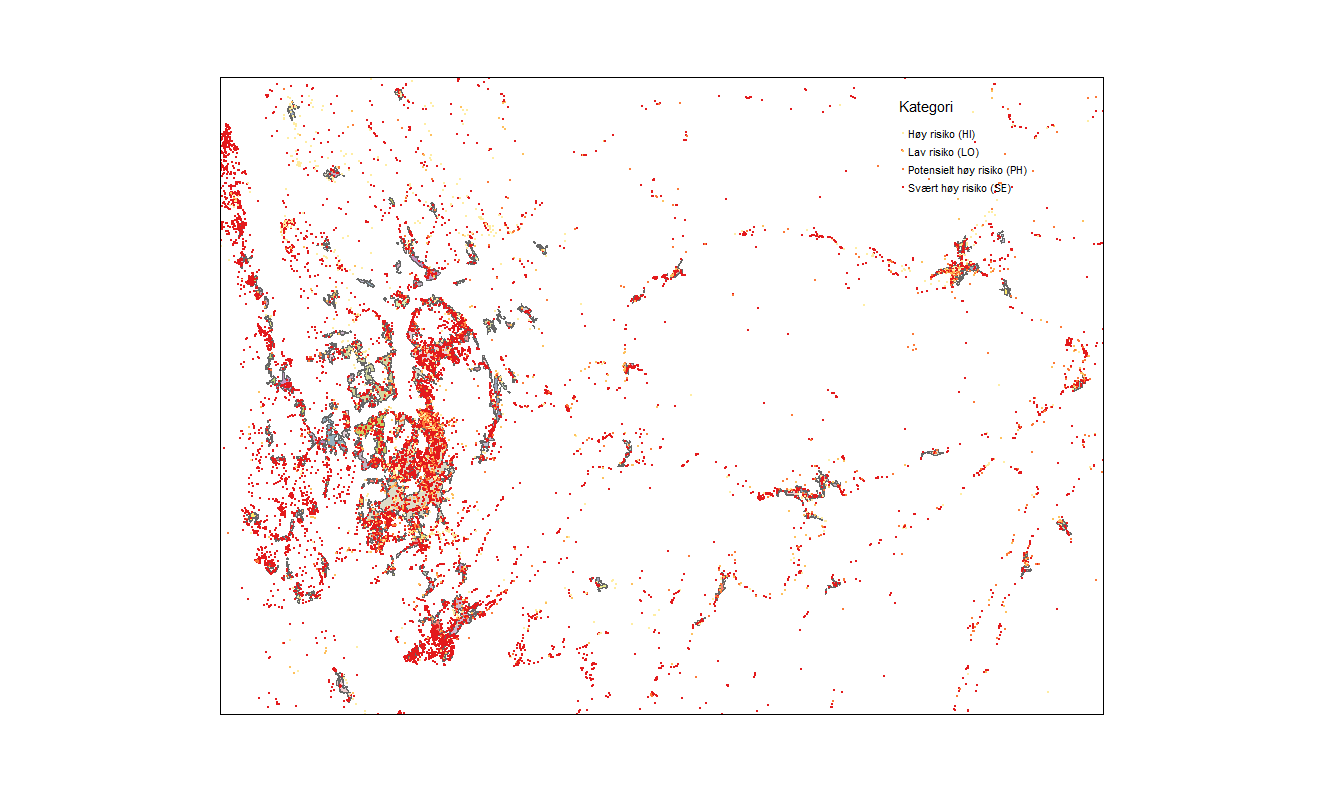 Kategori
Høy risiko (HI)
Lav risiko (LO)
Potensielt høy risiko (PH)
Svært høy risiko (SE)